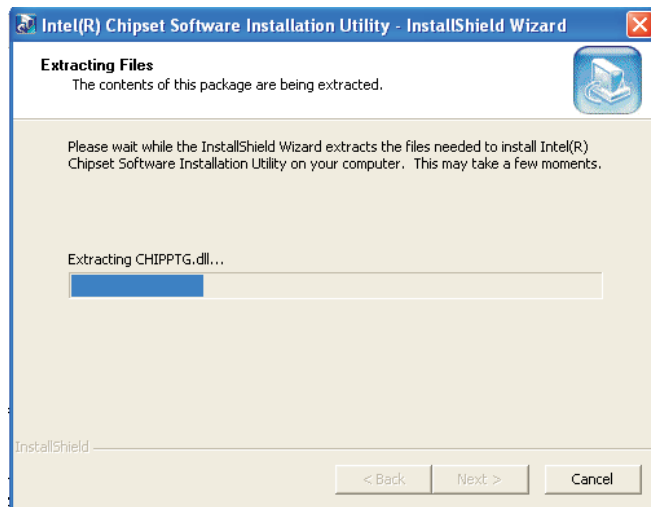 Intel(R) Chipset Software Installation Utility - InstallShield Wizard
Extracting Files
The contents of this package are being extracted.
Please wait while the InstallShield Wizard extracts the files needed to install Intel(R)
Chipset Software Installation Utility on your computer.  This may take a few moments.
Extracting CHIPPTG.dll...
InstallShield
< Back
Next >
Cancel